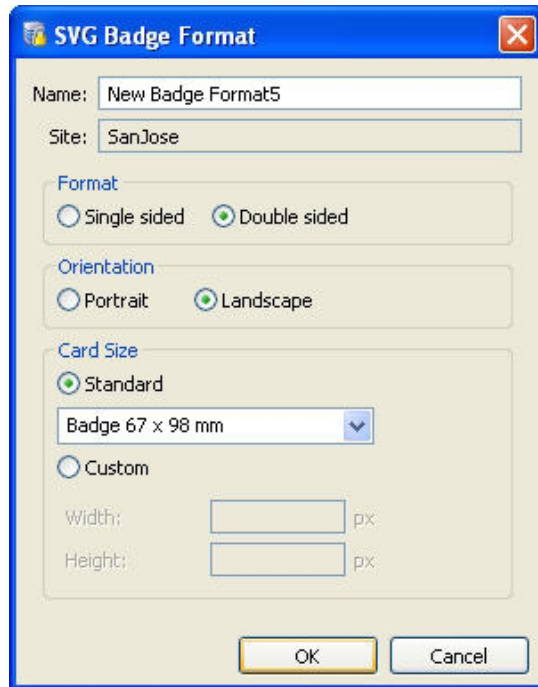 SVG Badge Format
Name: New Badge Format5
Site: SanJose
Format
Single sided Double sided
Orientation
Portrait Landscape
Card Size
Standard
Badge 67 x 98 mm
Custom
Width: px
Height: px
OK Cancel